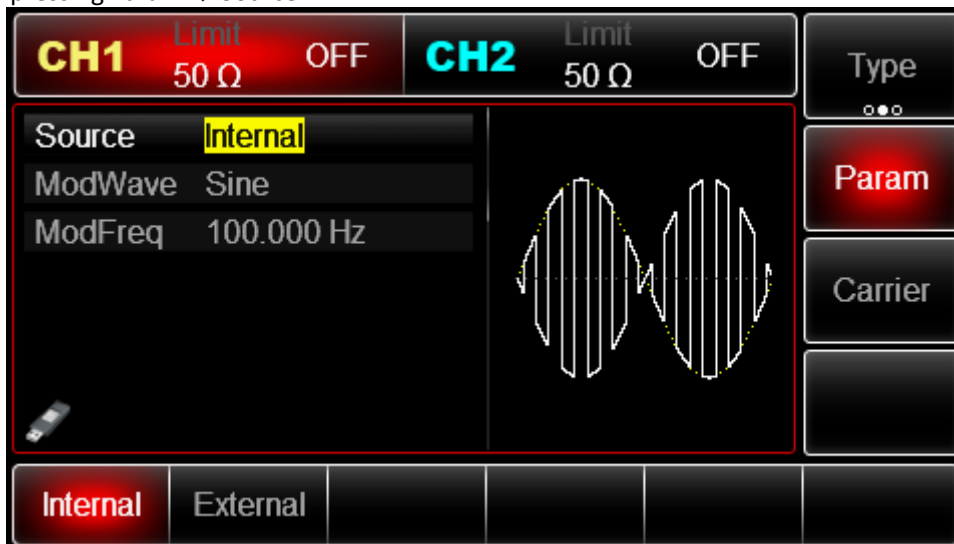 CH1 Limit 50 Ω OFF CH2 Limit 50 Ω OFF
Type
Source Internal
ModWave Sine
ModFreq 100.000 Hz
Param
Carrier
Internal External